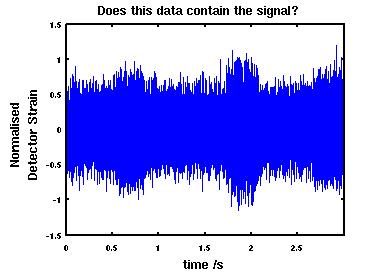 Does this data contain the signal?
1.5
1
0.5
0
-0.5
-1
-1.5
Normalised
Detector Strain
0 0.5 1 1.5 2 2.5
time /s